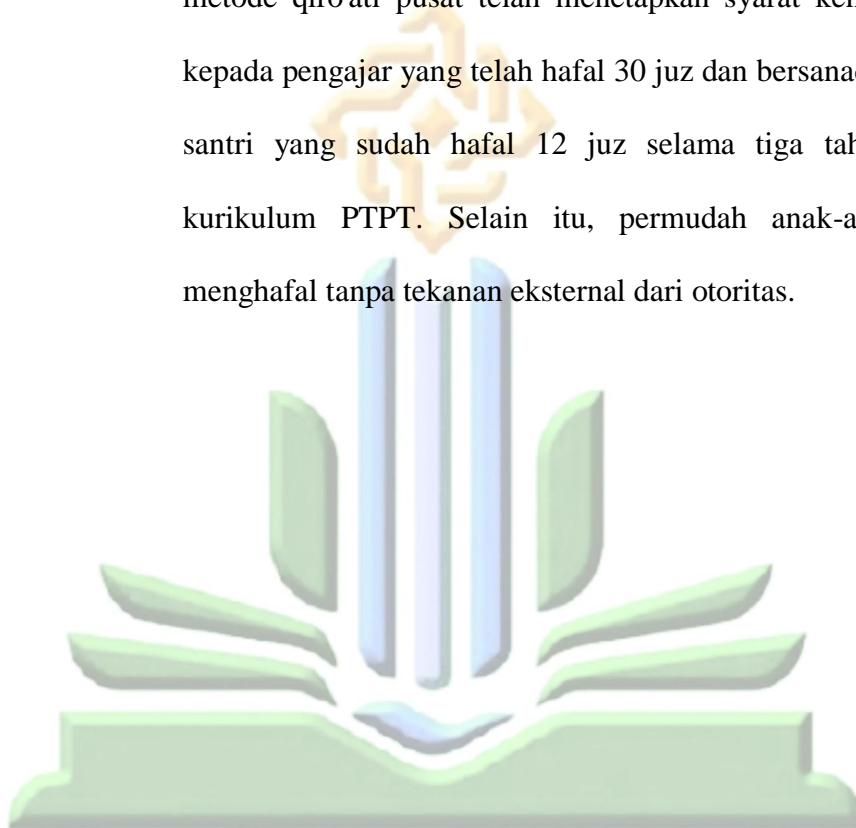 metode qiro'ati pusat telah menetapkan syarat
kepada pengajar yang telah hafal 30 juz dan
santri yang sudah hafal 12 juz selama tiga
kurikulum PTPT. Selain itu, permudah
menghafal tanpa tekanan eksternal dari otoritas.